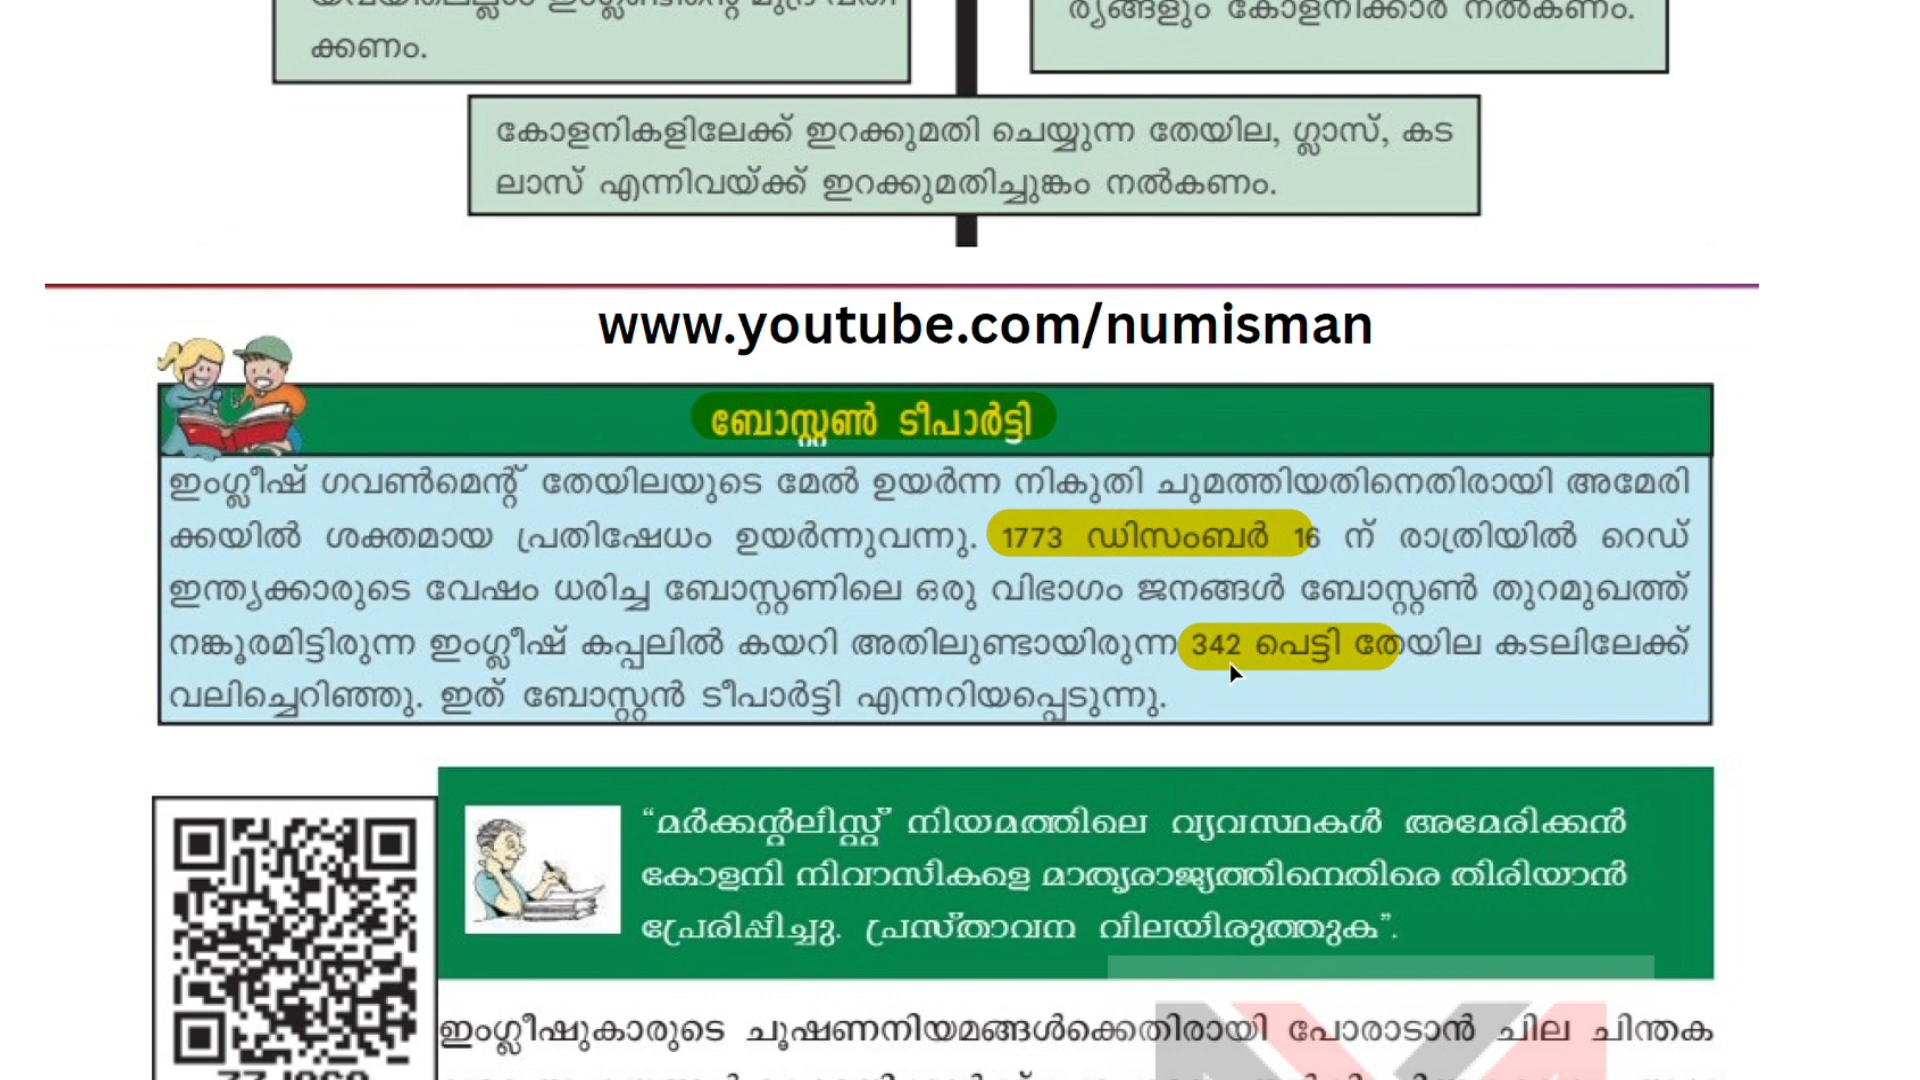 ക്കണം.
ര്യങ്ങളും കോളനിക്കാർ നൽകണം.
കോളനികളിലേക്ക് ഇറക്കുമതി ചെയ്യുന്ന തേയില, ഗ്ലാസ്, കട
ലാസ് എന്നിവയ്ക്ക് ഇറക്കുമതിച്ചുങ്കം നൽകണം.
www.youtube.com/numisman
ബോസ്റ്റൺ ടീപാർട്ടി
ഇംഗ്ലീഷ് ഗവൺമെന്റ് തേയിലയുടെ മേൽ ഉയർന്ന നികുതി ചുമത്തിയതിനെതിരായി അമേരി
ക്കയിൽ ശക്തമായ പ്രതിഷേധം ഉയർന്നുവന്നു. 1773 ഡിസംബർ 16 ന് രാത്രിയിൽ റെഡ്
ഇന്ത്യക്കാരുടെ വേഷം ധരിച്ച ബോസ്റ്റണിലെ ഒരു വിഭാഗം ജനങ്ങൾ ബോസ്റ്റൺ തുറമുഖത്ത്
നങ്കൂരമിട്ടിരുന്ന ഇംഗ്ലീഷ് കപ്പലിൽ കയറി അതിലുണ്ടായിരുന്ന 342 പെട്ടി തേയില കടലിലേക്ക്
വലിച്ചെറിഞ്ഞു. ഇത് ബോസ്റ്റൻ ടീപാർട്ടി എന്നറിയപ്പെടുന്നു.
“മർക്കന്റലിസ്റ്റ് നിയമത്തിലെ വ്യവസ്ഥകൾ അമേരിക്കൻ
കോളനി നിവാസികളെ മാതൃരാജ്യത്തിനെതിരെ തിരിയാൻ
പ്രേരിപ്പിച്ചു. പ്രസ്താവന വിലയിരുത്തുക”.
ഇംഗ്ലീഷുകാരുടെ ചൂഷണനിയമങ്ങൾക്കെതിരായി പോരാടാൻ ചില ചിന്തക